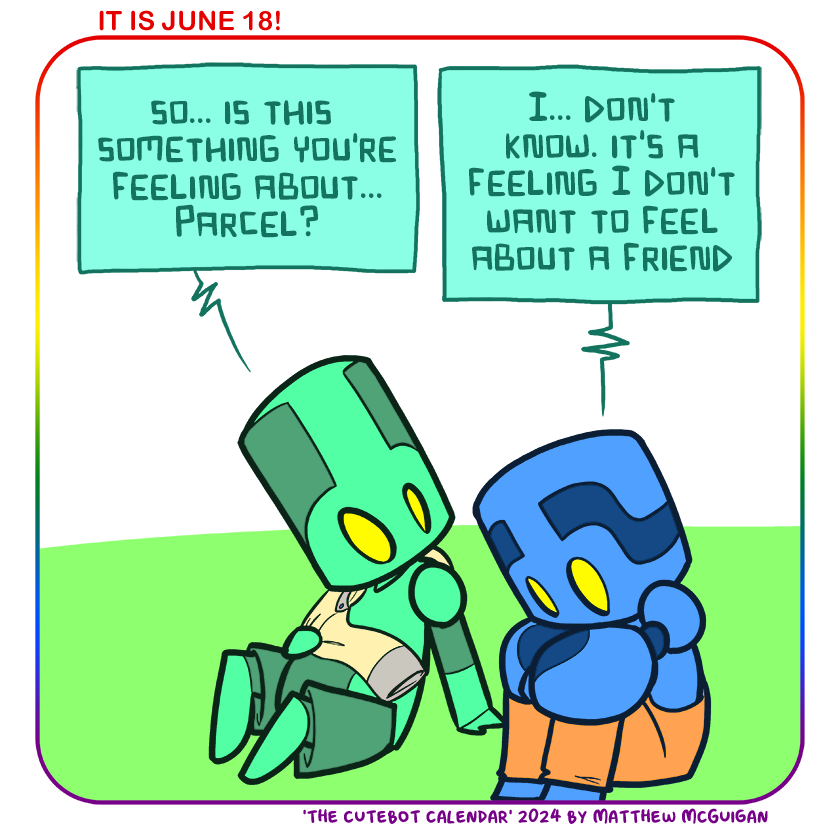 IT IS JUNE 18!
SO... IS THIS
SOMETHING YOU'RE
FEELING ABOUT...
PARCEL?
I... DON'T
KNOW. IT'S A
FEELING I DON'T
WANT TO FEEL
ABOUT A FRIEND
'THE CUTEBOT CALENDAR' 2024 BY MATTHEW MCGUIGAN